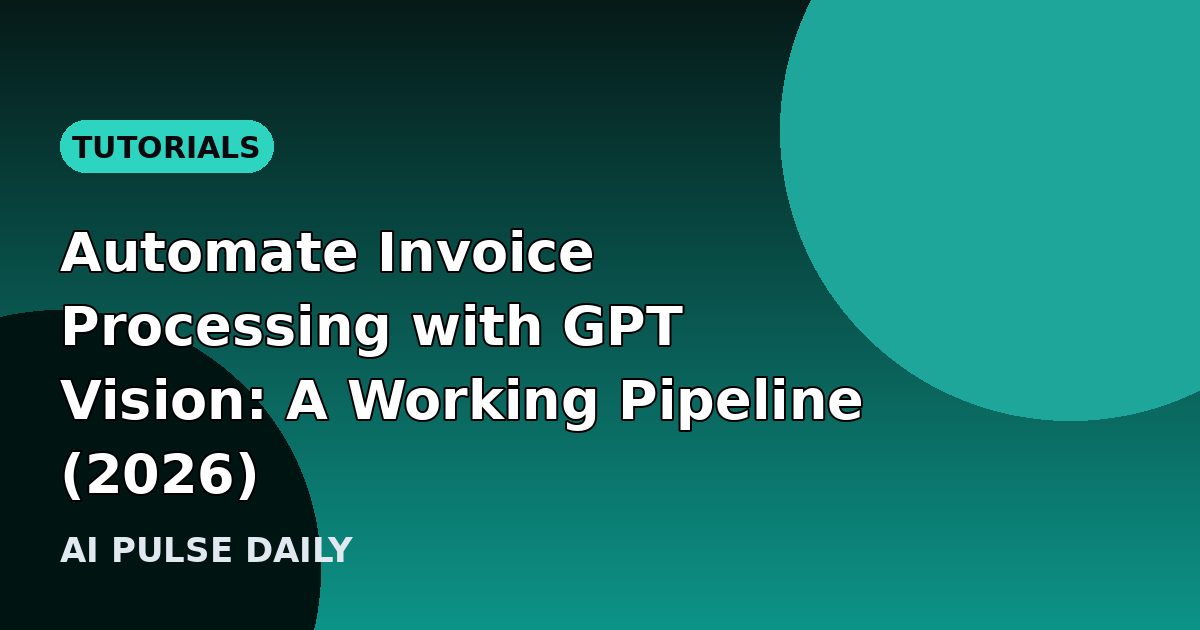 TUTORIALS
Automate Invoice
Processing with GPT
Vision: A Working Pipeline
(2026)
AI PULSE DAILY